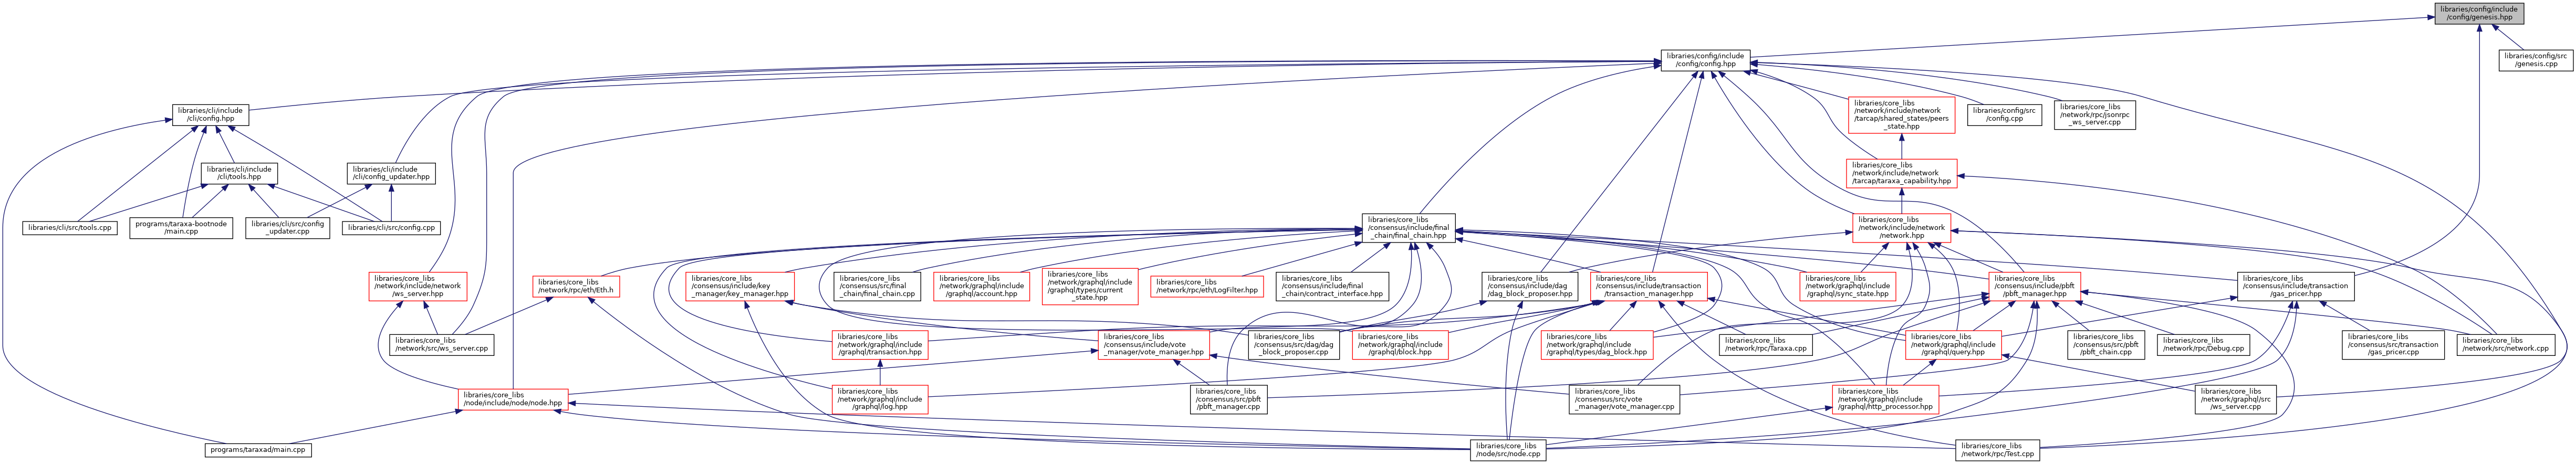 libraries/config/include
/config/genesis.hpp
libraries/config/include
/config/config.hpp
libraries/config/src
/genesis.cpp
libraries/cli/include
/cli/config.hpp
libraries/core_libs
/network/include/network
/tarcap/shared_states/peers
_state.hpp
libraries/config/src
/config.cpp
libraries/core_libs
/network/rpc/jsonrpc
_ws_server.cpp
libraries/cli/include
/cli/tools.hpp
libraries/cli/include
/cli/config_updater.hpp
libraries/core_libs
/network/include/network
/tarcap/taraxa_capability.hpp
libraries/cli/src/tools.cpp
programs/taraxa-bootnode
/main.cpp
libraries/cli/src/config
_updater.cpp
libraries/cli/src/config.cpp
libraries/core_libs
/consensus/include/final
_chain/final_chain.hpp
libraries/core_libs
/network/include/network
/network.hpp
libraries/core_libs
/network/include/network
/ws_server.hpp
libraries/core_libs
/network/rpc/eth/Eth.h
libraries/core_libs
/consensus/include/key
_manager/key_manager.hpp
libraries/core_libs
/consensus/src/final
_chain/final_chain.cpp
libraries/core_libs
/network/graphql/include
/graphql/account.hpp
libraries/core_libs
/network/graphql/include
/graphql/types/current
_state.hpp
libraries/core_libs
/network/rpc/eth/LogFilter.hpp
libraries/core_libs
/consensus/include/final
_chain/contract_interface.hpp
libraries/core_libs
/consensus/include/dag
/dag_block_proposer.hpp
libraries/core_libs
/consensus/include/transaction
/transaction_manager.hpp
libraries/core_libs
/network/graphql/include
/graphql/sync_state.hpp
libraries/core_libs
/consensus/include/pbft
/pbft_manager.hpp
libraries/core_libs
/consensus/include/transaction
/gas_pricer.hpp
libraries/core_libs
/network/src/ws_server.cpp
libraries/core_libs
/network/graphql/include
/graphql/transaction.hpp
libraries/core_libs
/consensus/include/vote
_manager/vote_manager.hpp
libraries/core_libs
/consensus/src/dag/dag
_block_proposer.cpp
libraries/core_libs
/network/graphql/include
/graphql/block.hpp
libraries/core_libs
/network/graphql/include
/graphql/types/dag_block.hpp
libraries/core_libs
/network/rpc/Taraxa.cpp
libraries/core_libs
/network/graphql/include
/graphql/query.hpp
libraries/core_libs
/consensus/src/pbft
/pbft_chain.cpp
libraries/core_libs
/network/rpc/Debug.cpp
libraries/core_libs
/consensus/src/transaction
/gas_pricer.cpp
libraries/core_libs
/network/src/network.cpp
libraries/core_libs
/node/include/node/node.hpp
libraries/core_libs
/network/graphql/include
/graphql/log.hpp
libraries/core_libs
/consensus/src/pbft
/pbft_manager.cpp
libraries/core_libs
/consensus/src/vote
_manager/vote_manager.cpp
libraries/core_libs
/network/graphql/include
/graphql/http_processor.hpp
libraries/core_libs
/network/graphql/src
/ws_server.cpp
programs/taraxad/main.cpp
libraries/core_libs
/node/src/node.cpp
libraries/core_libs
/network/rpc/Test.cpp